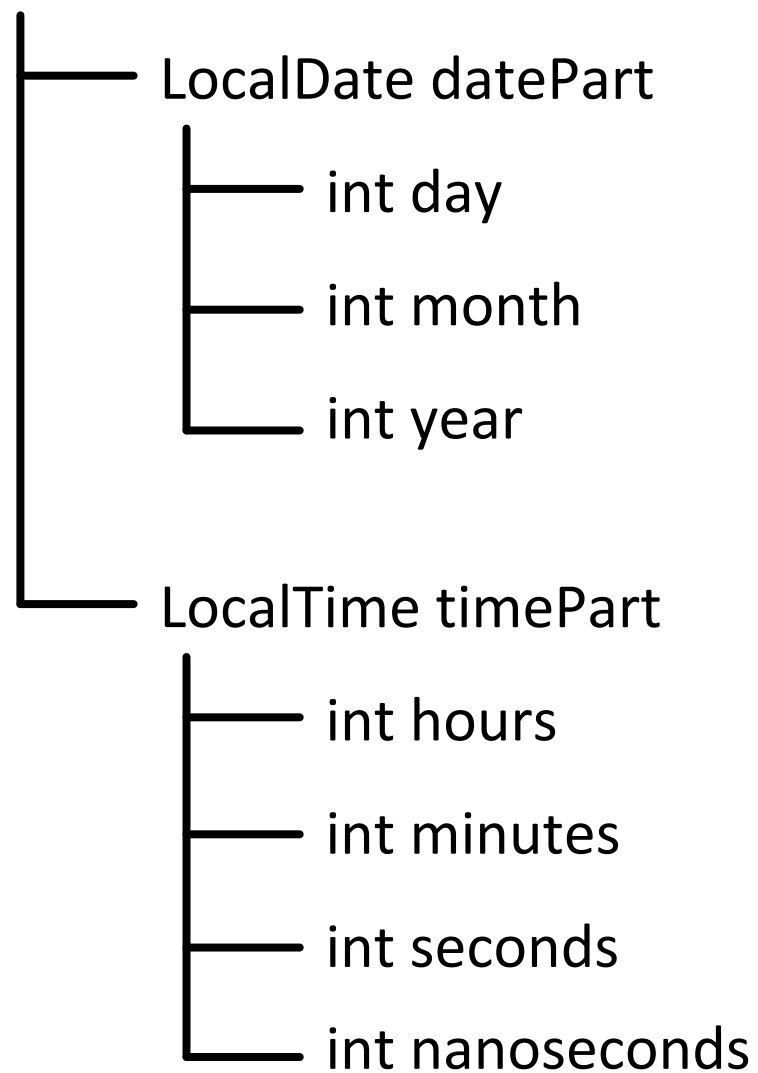 LocalDate datePart
int day
int month
int year
LocalTime timePart
int hours
int minutes
int seconds
int nanoseconds